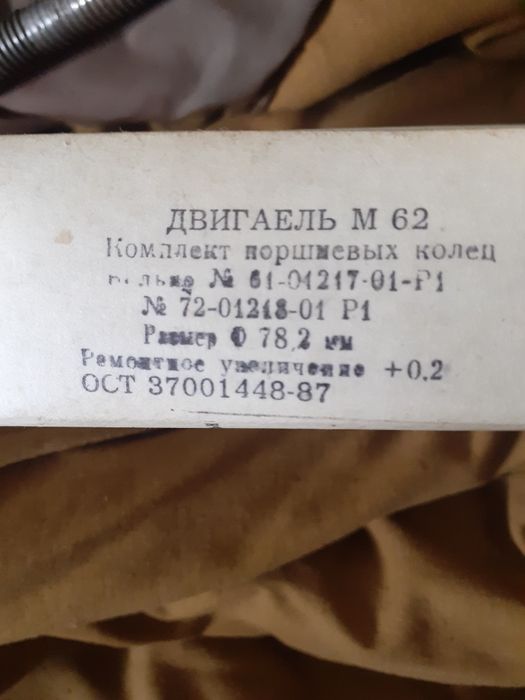 ДВИГАЕЛЬ М 62
Комплект поршневых колец
№ 61-01217-01-Р1
№ 72-01218-01 Р1
Размер Ф 78,2 мм
Ремонтное увеличение +0.2
ОСТ 37001448-87